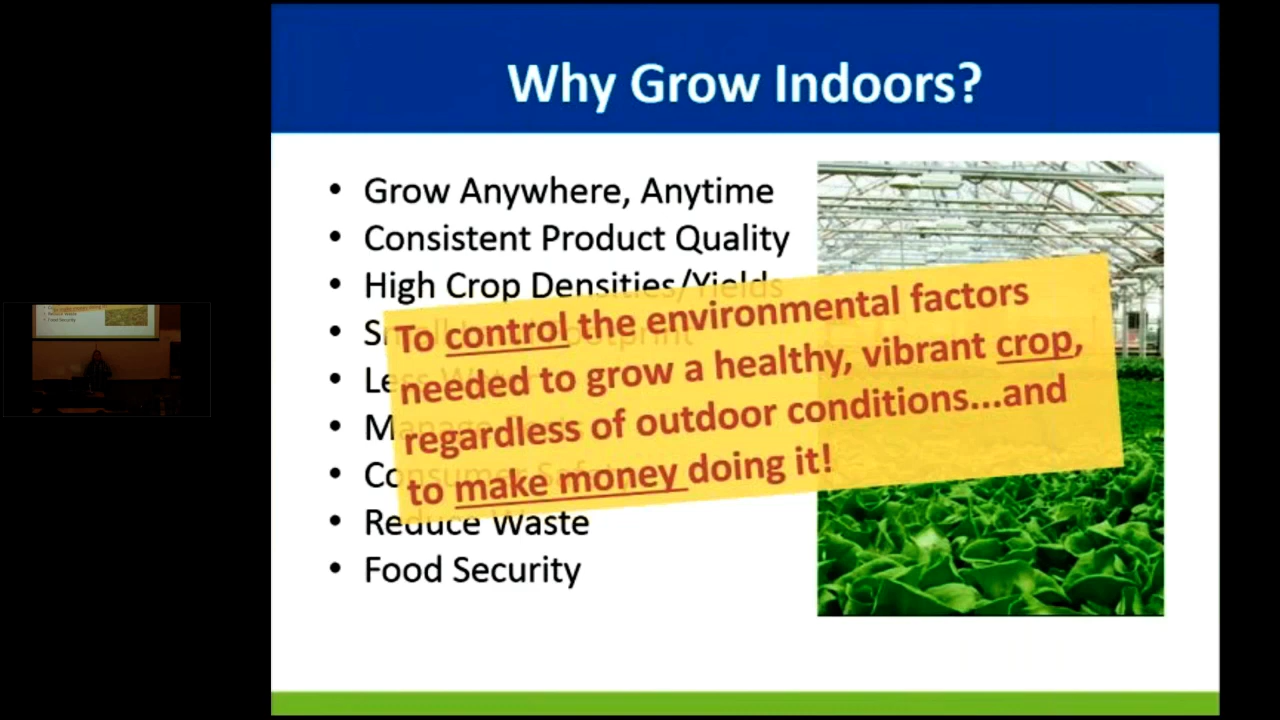 Why Grow Indoors?
• Grow Anywhere, Anytime
• Consistent Product Quality
• High Crop Densities/Yields
• Reduce Waste
• Food Security
To control the environmental factors
needed to grow a healthy, vibrant crop,
regardless of outdoor conditions...and
to make money doing it!